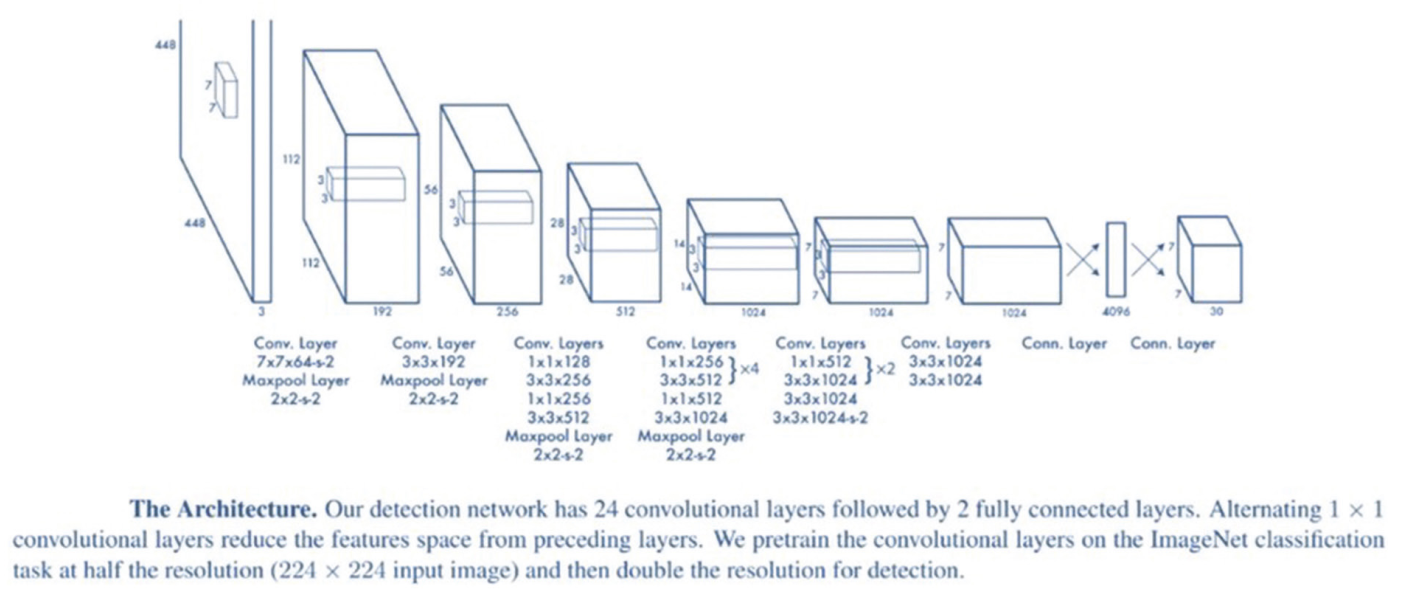 448
7
7
448
3
112
3
3
112
192
56
3
3
56
256
28
3
3
28
512
14
3
3
14
1024
7
3
3
7
1024
7
7
1024
4096
7
7
30
Conv. Layer
7x7x64-s-2
Maxpool Layer
2x2-s-2
Conv. Layer
3x3x192
Maxpool Layer
2x2-s-2
Conv. Layers
1x1x128
3x3x256
1x1x256
3x3x512
Maxpool Layer
2x2-s-2
Conv. Layers
1x1x256 } x4
3x3x512
1x1x512
3x3x1024
Maxpool Layer
2x2-s-2
Conv. Layers
1x1x512 } x2
3x3x1024
3x3x1024
3x3x1024-s-2
Conv. Layers
3x3x1024
3x3x1024
Conn. Layer
Conn. Layer
The Architecture. Our detection network has 24 convolutional layers followed by 2 fully connected layers. Alternating 1 × 1
convolutional layers reduce the features space from preceding layers. We pretrain the convolutional layers on the ImageNet classification
task at half the resolution (224 × 224 input image) and then double the resolution for detection.